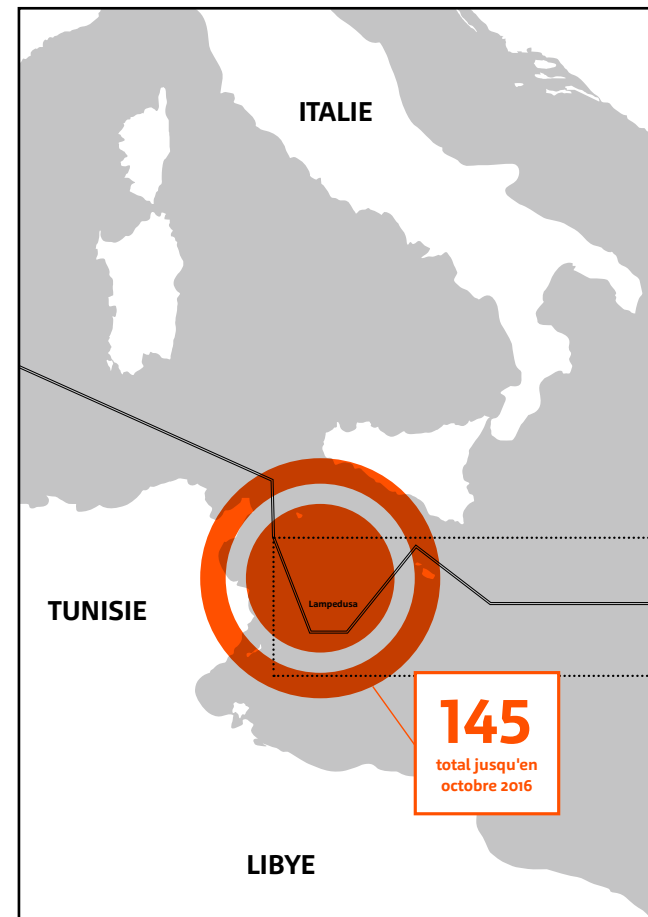 ITALIE
Lampedusa
TUNISIE
145
total jusqu'en
octobre 2016
LIBYE